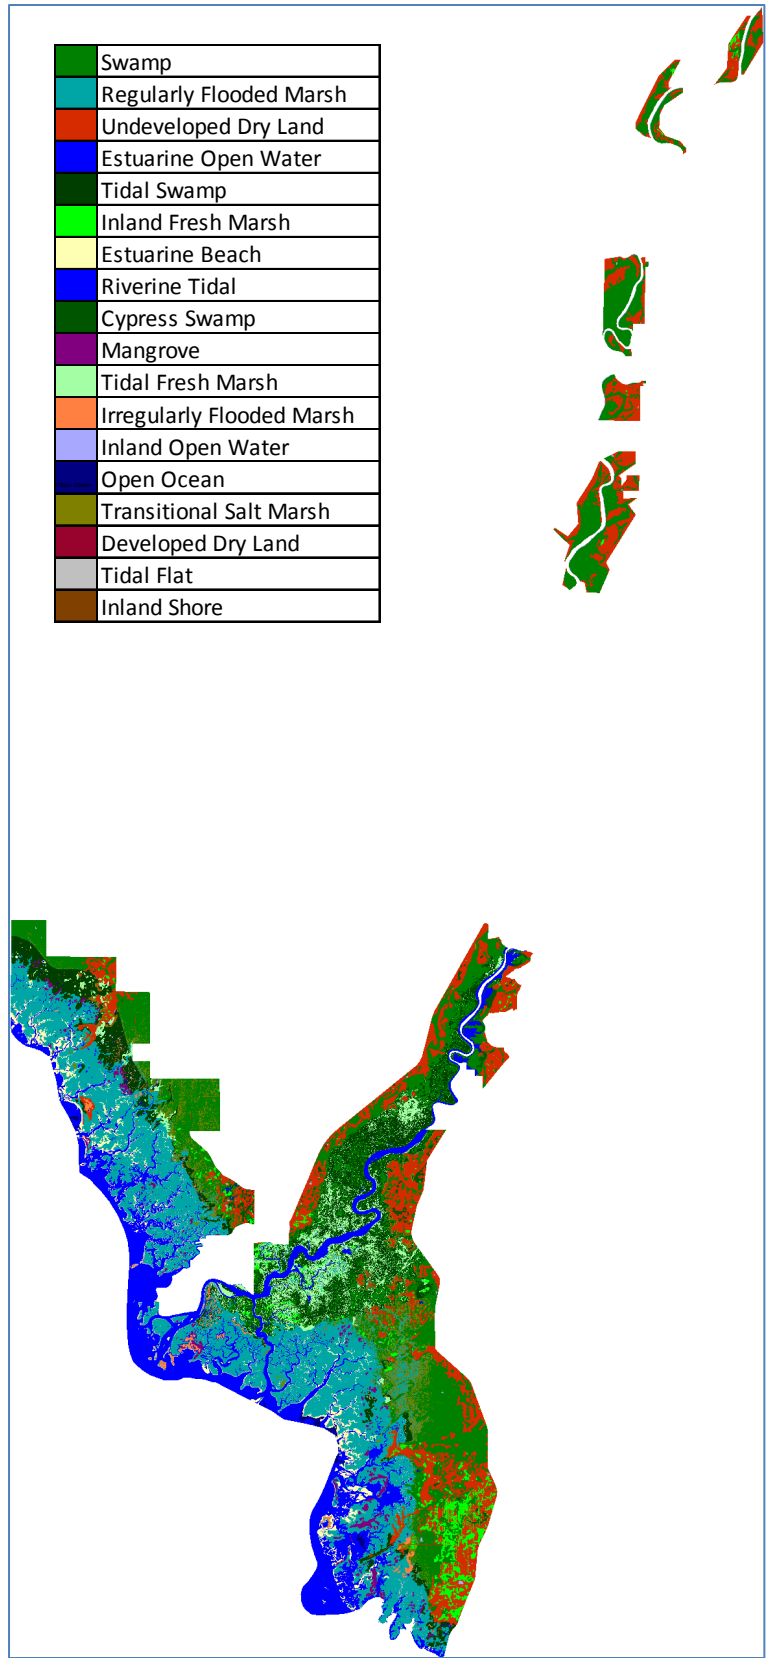 Swamp
Regularly Flooded Marsh
Undeveloped Dry Land
Estuarine Open Water
Tidal Swamp
Inland Fresh Marsh
Estuarine Beach
Riverine Tidal
Cypress Swamp
Mangrove
Tidal Fresh Marsh
Irregularly Flooded Marsh
Inland Open Water
Open Ocean
Transitional Salt Marsh
Developed Dry Land
Tidal Flat
Inland Shore